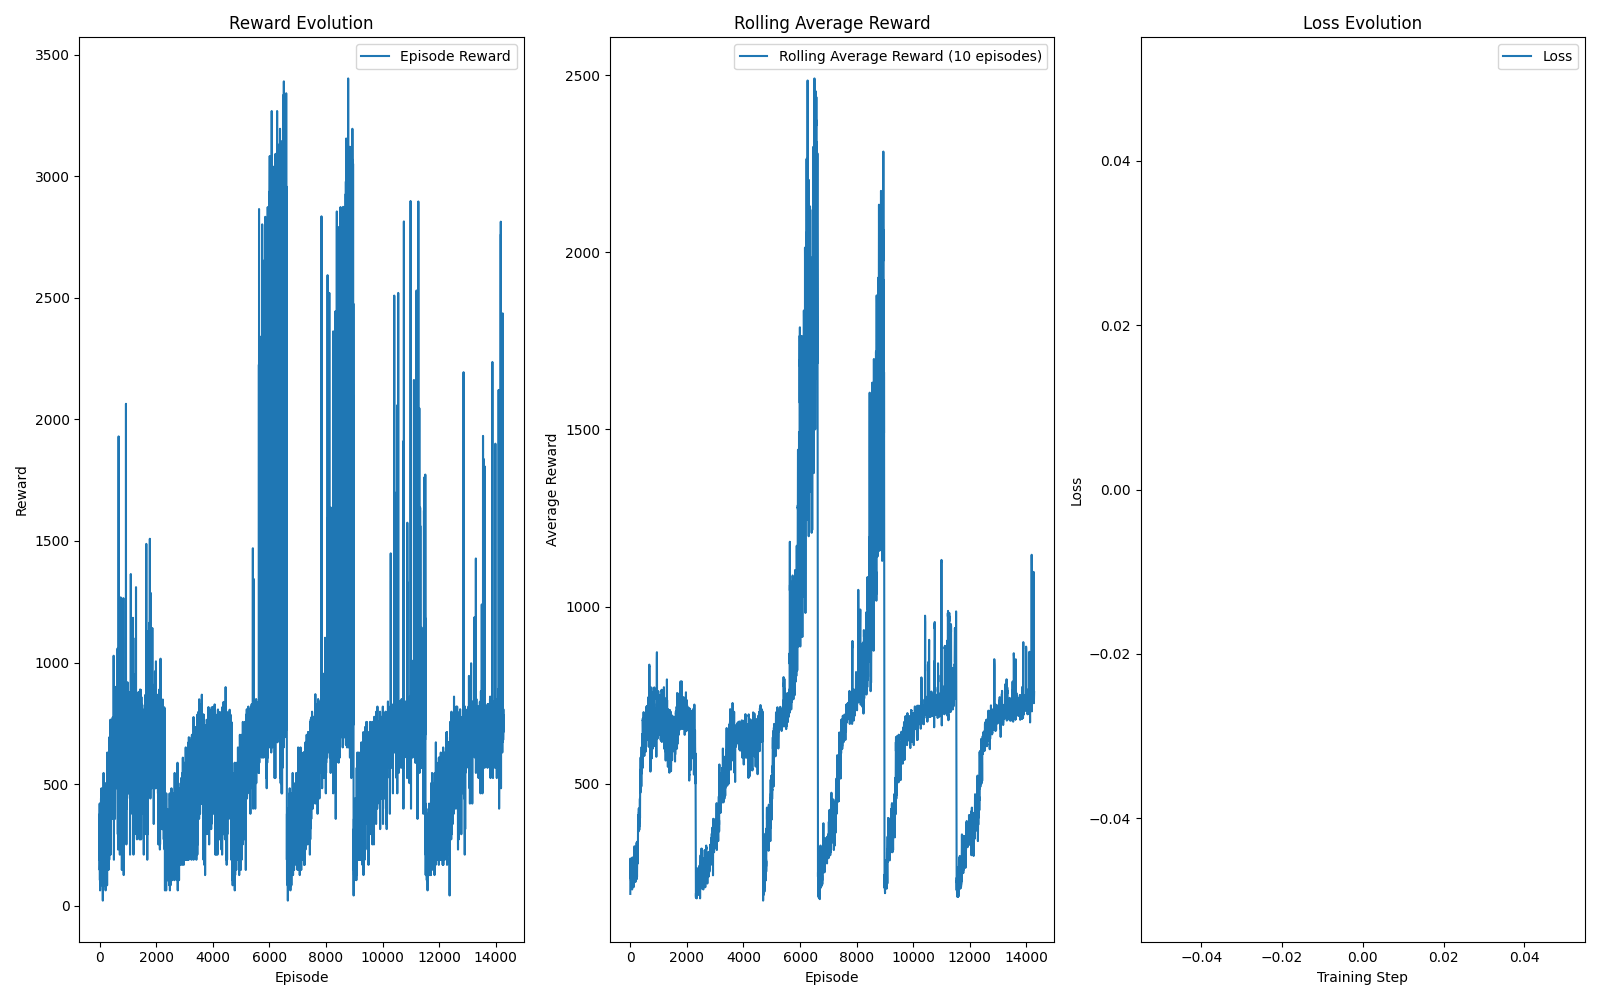 Reward Evolution
Episode Reward
3500
3000
2500
2000
1500
1000
500
0
Reward
0 2000 4000 6000 8000 10000 12000 14000
Episode
Rolling Average Reward
Rolling Average Reward (10 episodes)
2500
2000
1500
1000
500
Average Reward
0 2000 4000 6000 8000 10000 12000 14000
Episode
Loss Evolution
Loss
0.04
0.02
0.00
−0.02
−0.04
Loss
−0.04 −0.02 0.00 0.02 0.04
Training Step